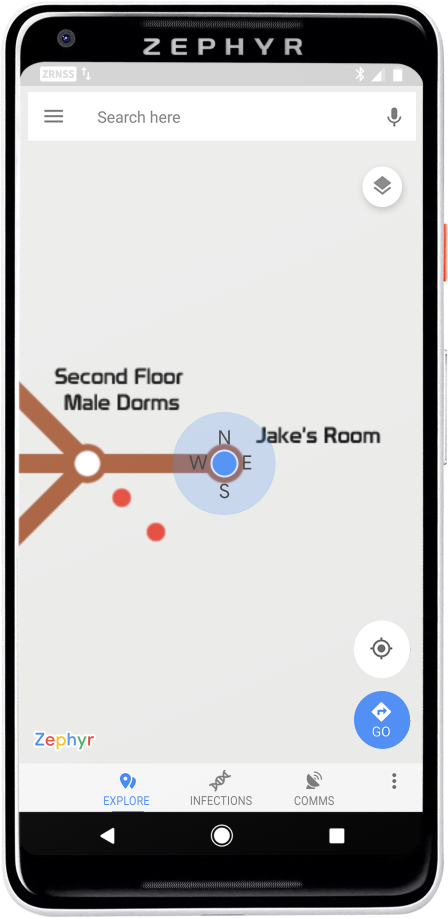 ZEPHYR
ZRNSS
Search here
Second Floor
Male Dorms
N
Jake's Room
W E
S
GO
Zephyr
EXPLORE INFECTIONS COMMS